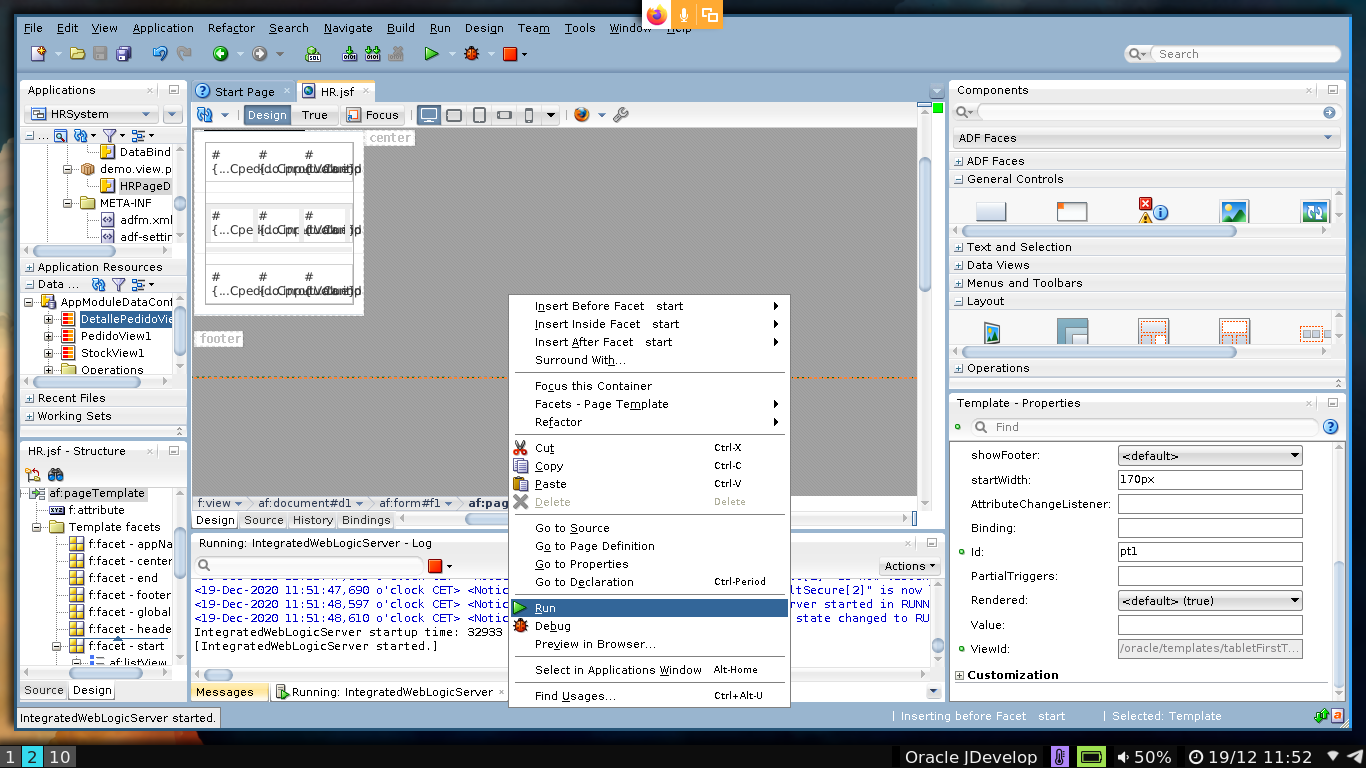 File Edit View Application Refactor Search Navigate Build Run Design Team Tools Window Help
Search
Applications
HRSystem
DataBind
demo.view.p
HRPageD
META-INF
adfm.xml
adf-settin
Application Resources
Data ...
AppModuleDataCont
DetallePedidoVie
PedidoView1
StockView1
Operations
Recent Files
Working Sets
HR.jsf - Structure
af:pageTemplate
f:attribute
Template facets
f:facet - appNa
f:facet - center
f:facet - end
f:facet - footer
f:facet - global
f:facet - heade
f:facet - start
af:listView
Source Design
IntegratedWebLogicServer started.
Start Page
HR.jsf
Design True Focus
center
# # #
# # #
# # #
footer
f:view af:document#d1 af:form#f1 af:pag
Design Source History Bindings
Running: IntegratedWebLogicServer - Log
Actions
<19-Dec-2020 11:51:47,690 o'clock CET> <Notic
ltSecure[2]" is now
<19-Dec-2020 11:51:48,597 o'clock CET> <Notic
rver started in RUNN
<19-Dec-2020 11:51:48,610 o'clock CET> <Notic
state changed to RU
IntegratedWebLogicServer startup time: 32933
[IntegratedWebLogicServer started.]
Messages
Running: IntegratedWebLogicServer
Insert Before Facet start
Insert Inside Facet start
Insert After Facet start
Surround With...
Focus this Container
Facets - Page Template
Refactor
Cut Ctrl-X
Copy Ctrl-C
Paste Ctrl-V
Delete Delete
Go to Source
Go to Page Definition
Go to Properties
Go to Declaration Ctrl-Period
Run
Debug
Preview in Browser...
Select in Applications Window Alt-Home
Find Usages... Ctrl+Alt-U
Components
ADF Faces
ADF Faces
General Controls
Text and Selection
Data Views
Menus and Toolbars
Layout
Operations
Template - Properties
Find
showFooter: <default>
startWidth: 170px
AttributeChangeListener:
Binding:
Id: pt1
PartialTriggers:
Rendered: <default> (true)
Value:
ViewId: /oracle/templates/tabletFirstT...
Customization
Inserting before Facet start
Selected: Template
1 2 10
Oracle JDevelop
50%
19/12 11:52